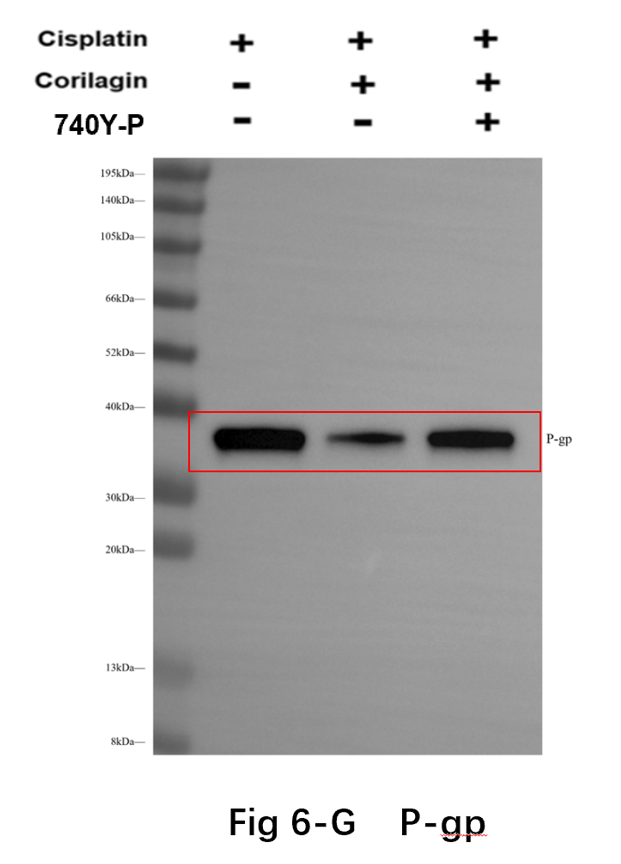 Cisplatin + + +
Corilagin - + +
740Y-P - - +
195kDa—
140kDa—
105kDa—
66kDa—
52kDa—
40kDa—
P-gp
30kDa—
20kDa—
13kDa—
8kDa—
Fig 6-G P-gp